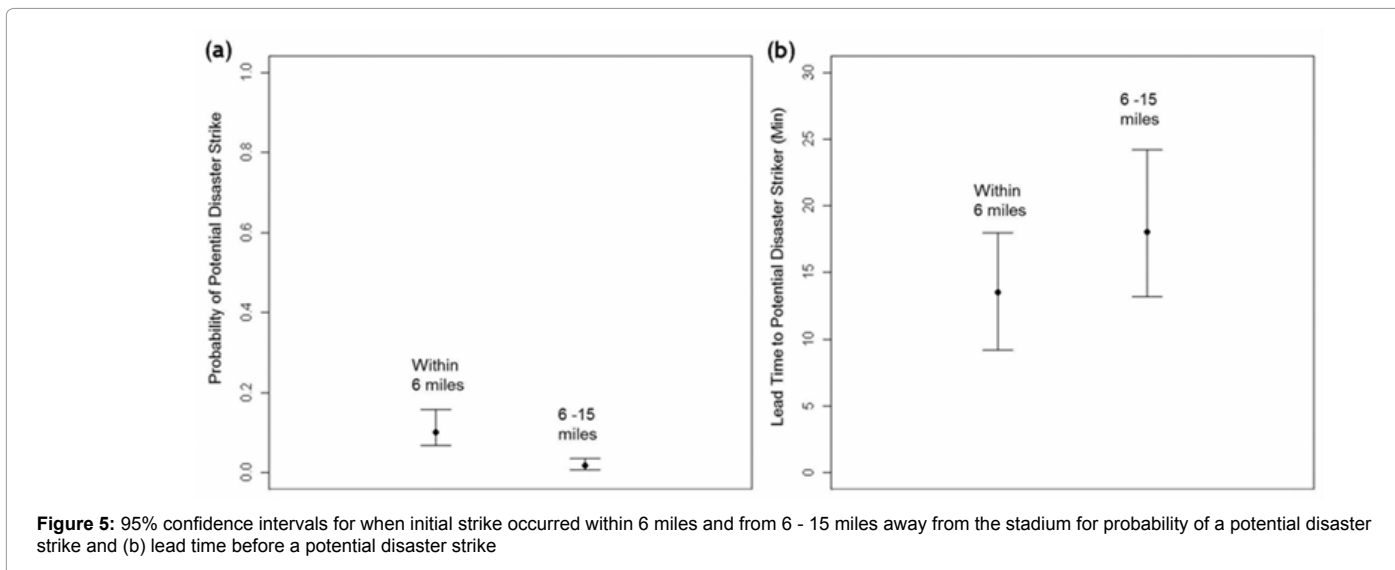 (a)
Probability of Potential Disaster Strike
1.0
0.8
0.6
0.4
0.2
0.0
Within
6 miles
6 -15
miles
(b)
Lead Time to Potential Disaster Striker (Min)
30
25
20
15
10
5
0
Within
6 miles
6 -15
miles
Figure 5: 95% confidence intervals for when initial strike occurred within 6 miles and from 6 - 15 miles away from the stadium for probability of a potential disaster
strike and (b) lead time before a potential disaster strike